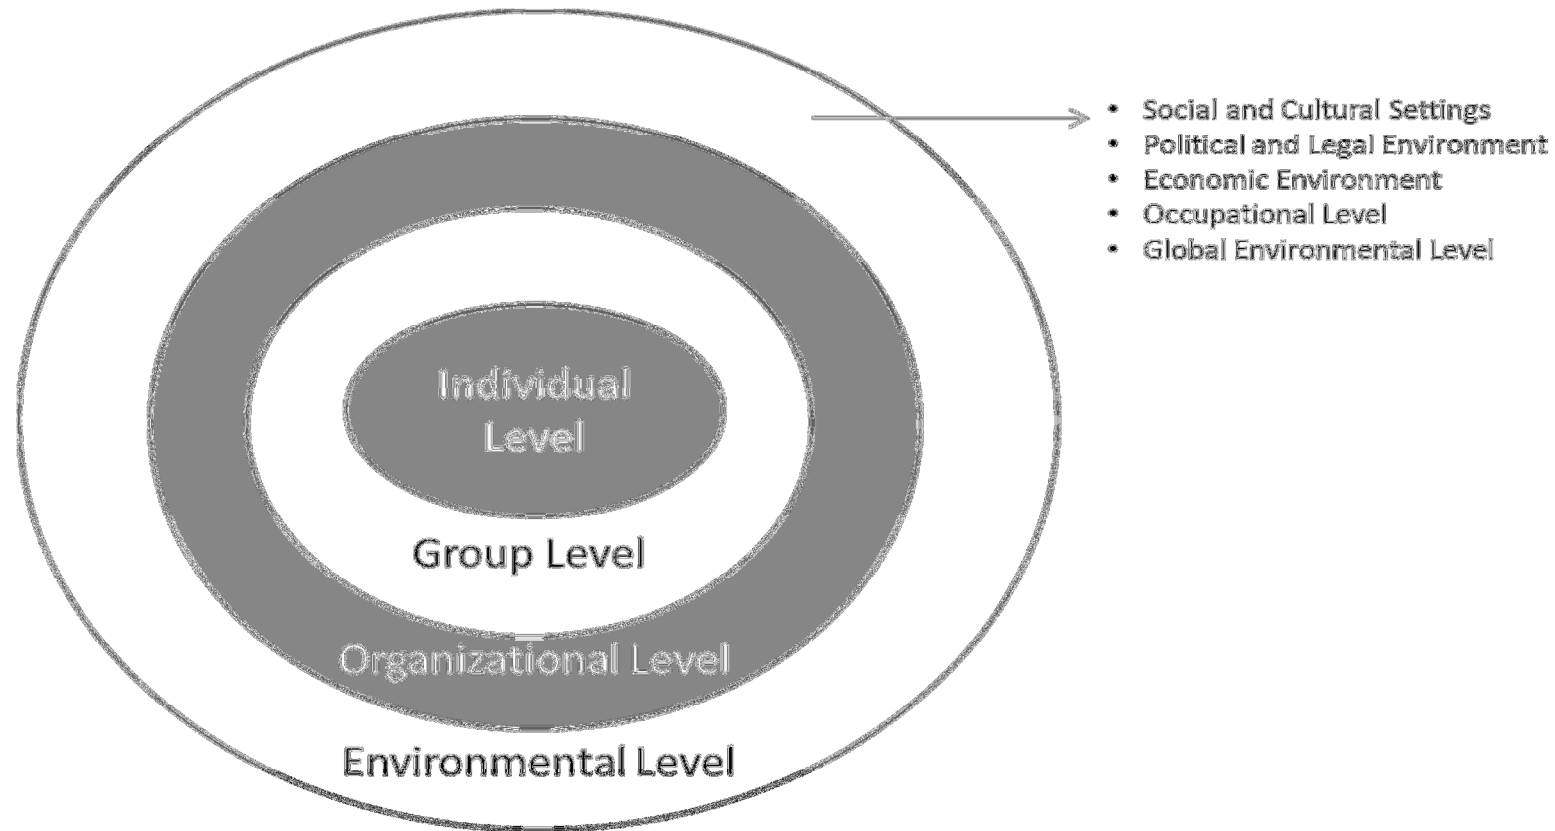 • Social and Cultural Settings
• Political and Legal Environment
• Economic Environment
• Occupational Level
• Global Environmental Level
Individual
Level
Group Level
Organizational Level
Environmental Level